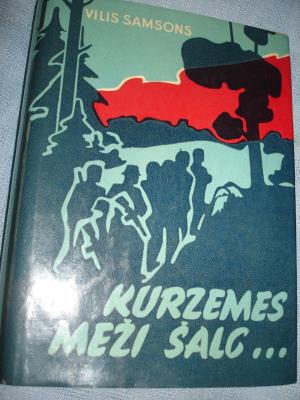 VILIS SAMSONS
KURZEMES
MEŽI ŠALC...